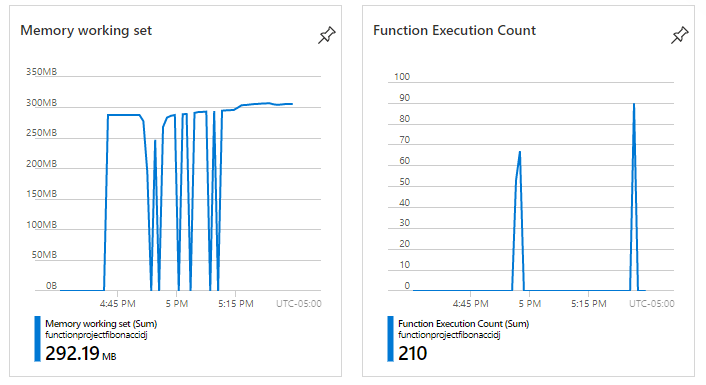 Memory working set
350MB
300MB
250MB
200MB
150MB
100MB
50MB
0B
4:45 PM 5 PM 5:15 PM UTC-05:00
Memory working set (Sum)
functionprojectfibonaccidj
292.19 MB
Function Execution Count
100
90
80
70
60
50
40
30
20
10
0
4:45 PM 5 PM 5:15 PM UTC-05:00
Function Execution Count (Sum)
functionprojectfibonaccidj
210